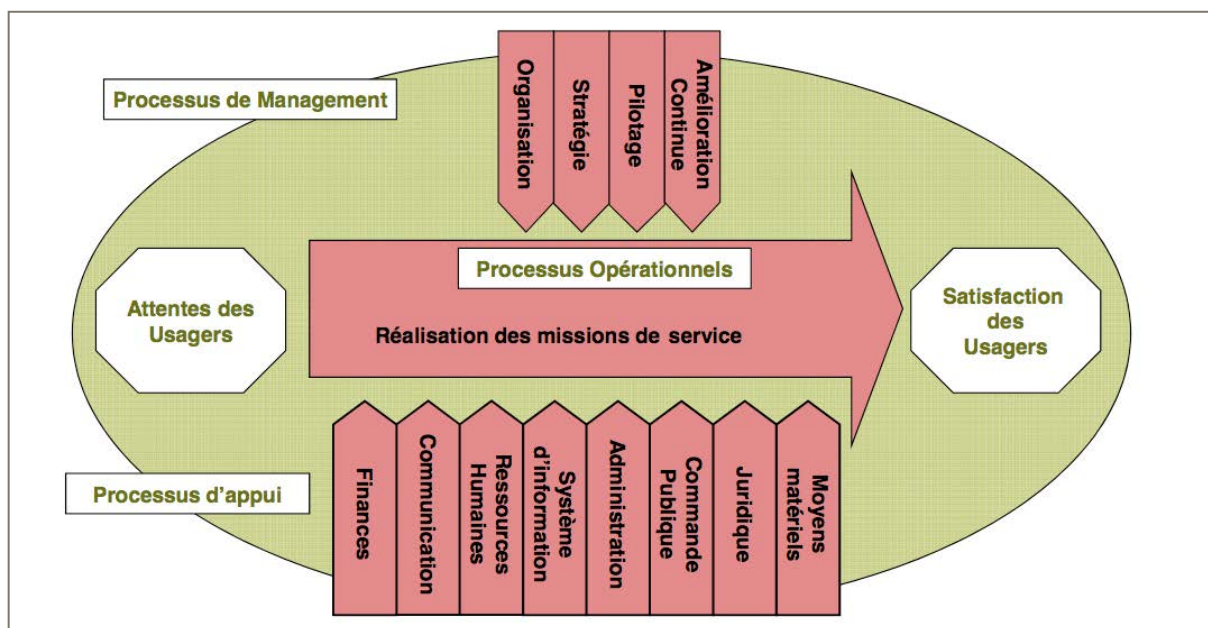 Processus de Management
Organisation
Stratégie
Pilotage
Amélioration
Continue
Attentes des
Usagers
Processus Opérationnels
Réalisation des missions de service
Satisfaction
des
Usagers
Processus d'appui
Finances
Communication
Ressources
Humaines
Système
d'information
Administration
Commande
Publique
Juridique
Moyens
matériels